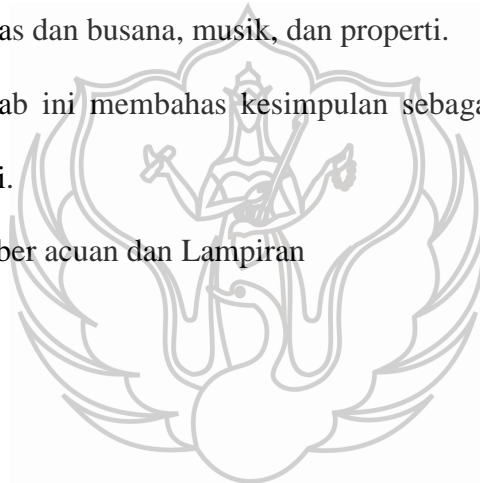 as dan busana, musik, dan properti.
ab ini membahas kesimpulan sebaga
i.
ber acuan dan Lampiran